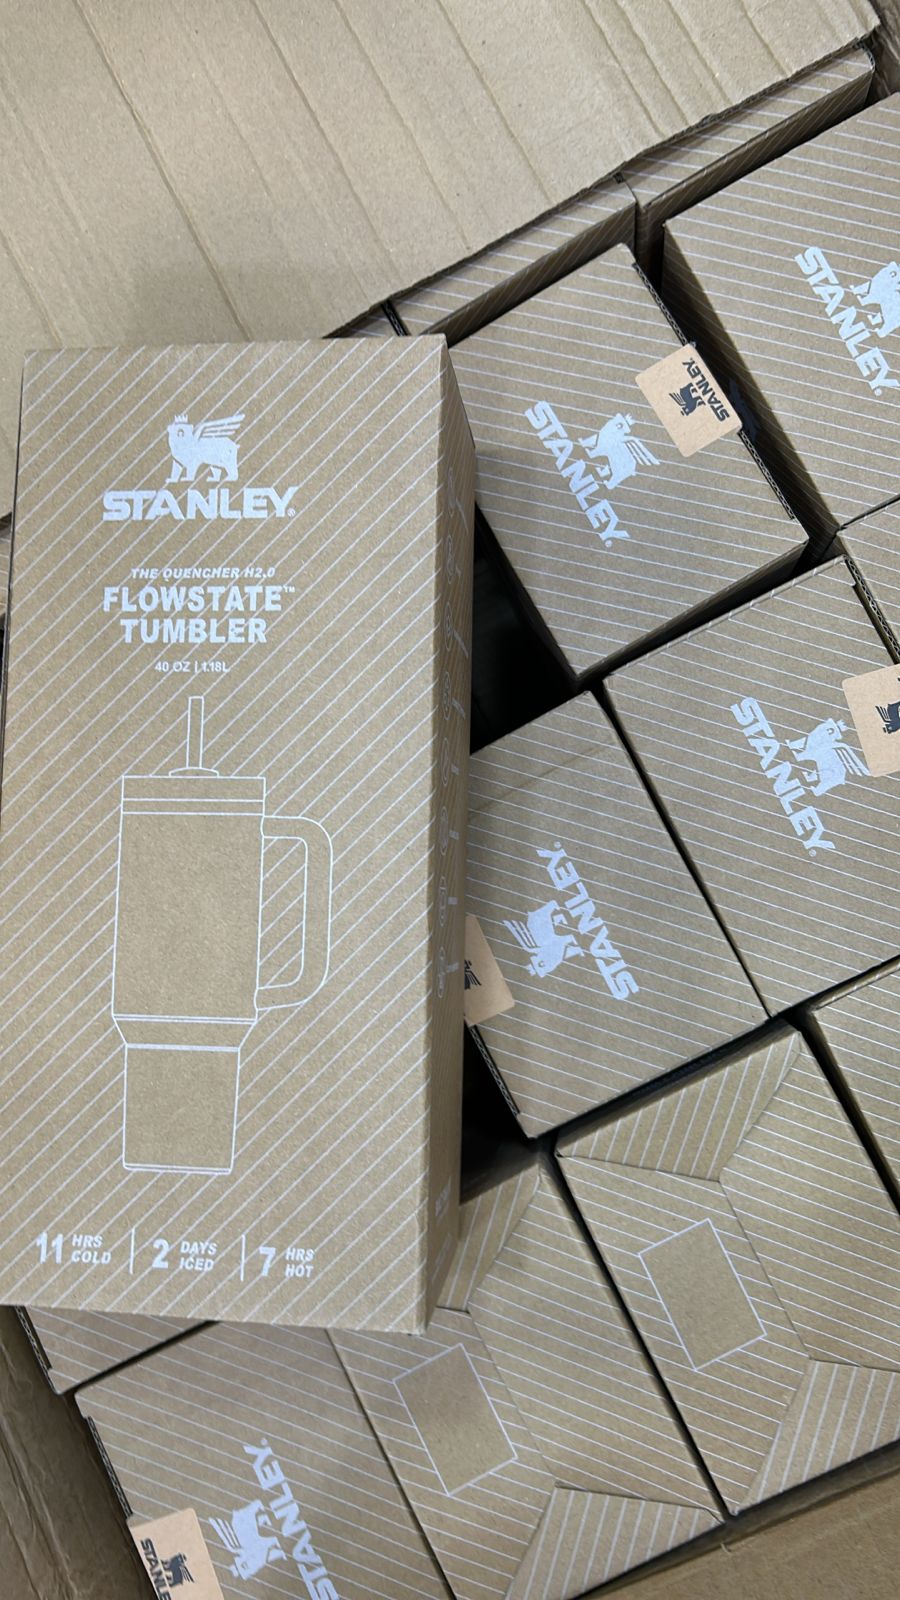 STANLEY®
THE QUENCHER H2.0
FLOWSTATE™
TUMBLER
40 OZ | 1.18L
11 HRS COLD
2 DAYS ICED
7 HRS HOT
STANLEY
STANLEY
STANLEY
STANLEY
STANLEY
STANLEY
STANLEY